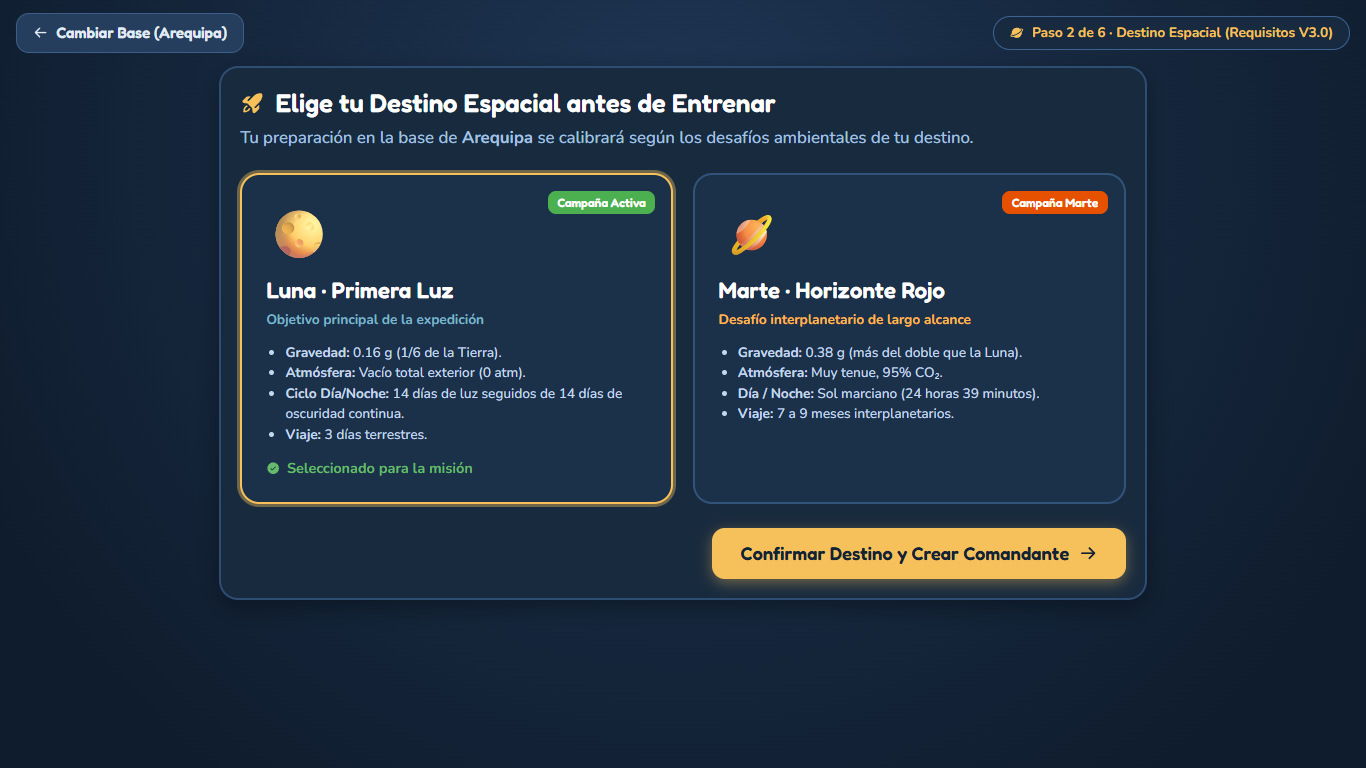 ← Cambiar Base (Arequipa)
Paso 2 de 6 · Destino Espacial (Requisitos V3.0)
Elige tu Destino Espacial antes de Entrenar
Tu preparación en la base de Arequipa se calibrará según los desafíos ambientales de tu destino.
Campaña Activa
Luna · Primera Luz
Objetivo principal de la expedición
• Gravedad: 0.16 g (1/6 de la Tierra).
• Atmósfera: Vacío total exterior (0 atm).
• Ciclo Día/Noche: 14 días de luz seguidos de 14 días de
oscuridad continua.
• Viaje: 3 días terrestres.
Seleccionado para la misión
Campaña Marte
Marte · Horizonte Rojo
Desafío interplanetario de largo alcance
• Gravedad: 0.38 g (más del doble que la Luna).
• Atmósfera: Muy tenue, 95% CO₂.
• Día / Noche: Sol marciano (24 horas 39 minutos).
• Viaje: 7 a 9 meses interplanetarios.
Confirmar Destino y Crear Comandante →